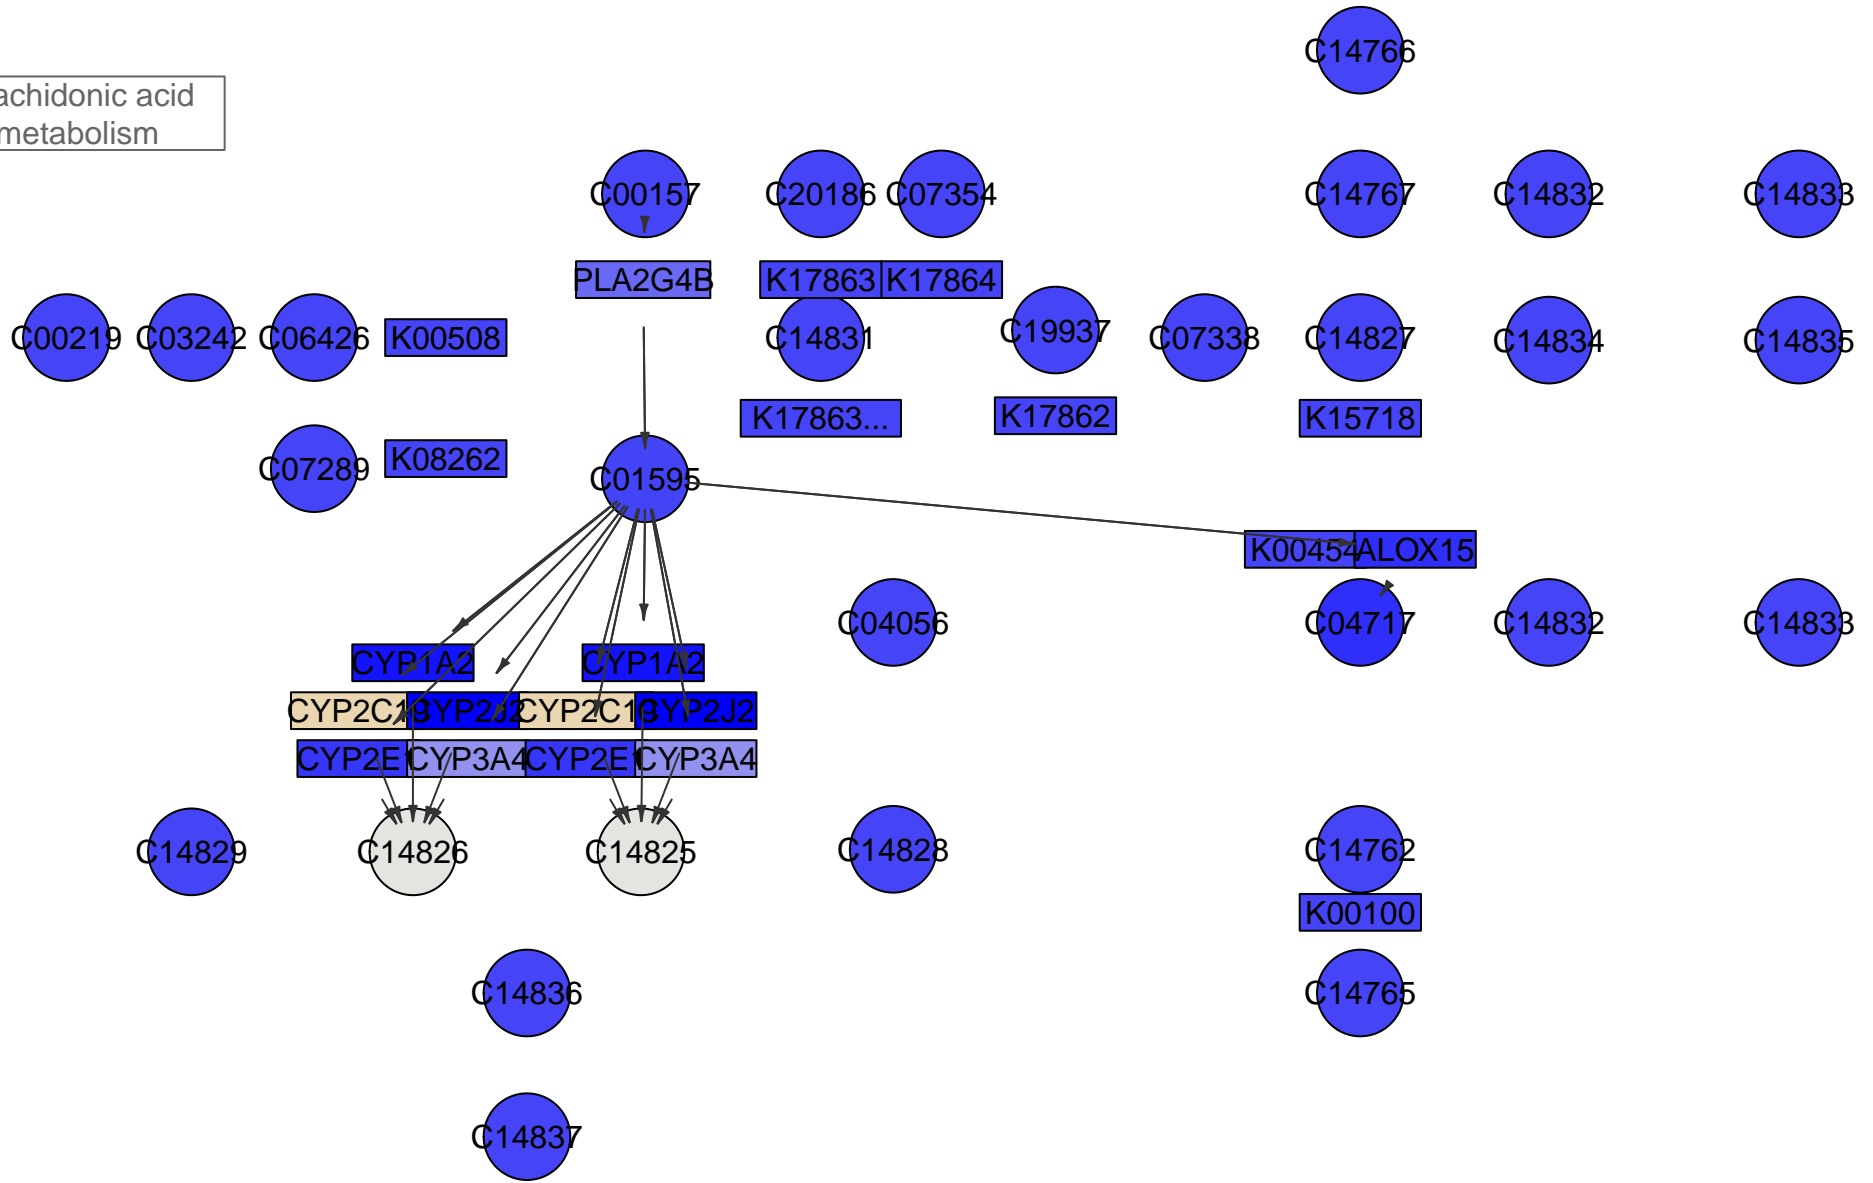 C14766
achidonic acid
metabolism
C00157
C20186
C07354
C14767
C14832
C14833
PLA2G4B
K17863
K17864
C00219
C03242
C06426
K00508
C14831
C19937
C07338
C14827
C14834
C14835
K17863...
K17862
K15718
C07289
K08262
C01595
K00454
ALOX15
C04056
C04717
C14832
C14833
CYP1A2
CYP1A2
CYP2C19
CYP2J2
CYP2C19
CYP2J2
CYP2E1
CYP3A4
CYP2E1
CYP3A4
C14829
C14826
C14825
C14828
C14762
K00100
C14836
C14765
C14837